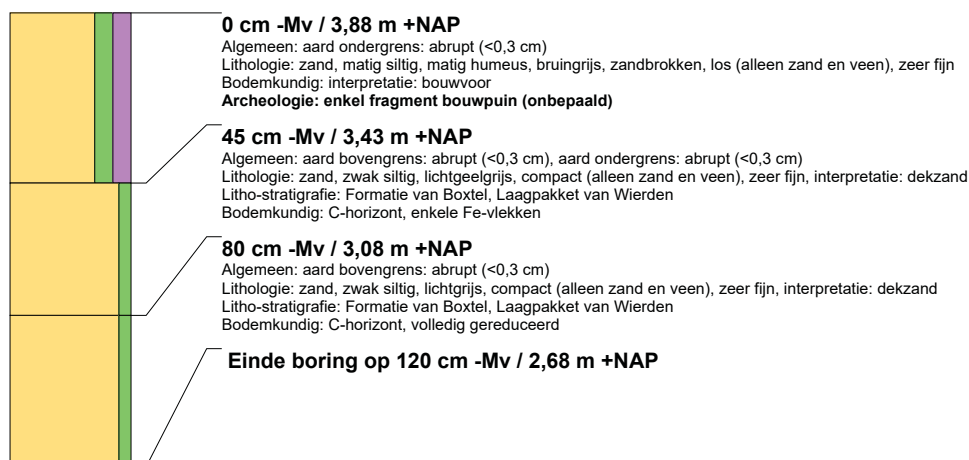 0 cm -Mv / 3,88 m +NAP
Algemeen: aard ondergrens: abrupt (<0,3 cm)
Lithologie: zand, matig siltig, matig humeus, bruingrijs, zandbrokken, los (alleen zand en veen), zeer fijn
Bodemkundig: interpretatie: bouwvoor
Archeologie: enkel fragment bouwpuin (onbepaald)
45 cm -Mv / 3,43 m +NAP
Algemeen: aard bovengrens: abrupt (<0,3 cm), aard ondergrens: abrupt (<0,3 cm)
Lithologie: zand, zwak siltig, lichtgeelgrijs, compact (alleen zand en veen), zeer fijn, interpretatie: dekzand
Litho-stratigrafie: Formatie van Boxtel, Laagpakket van Wierden
Bodemkundig: C-horizont, enkele Fe-vlekken
80 cm -Mv / 3,08 m +NAP
Algemeen: aard bovengrens: abrupt (<0,3 cm)
Lithologie: zand, zwak siltig, lichtgrijs, compact (alleen zand en veen), zeer fijn, interpretatie: dekzand
Litho-stratigrafie: Formatie van Boxtel, Laagpakket van Wierden
Bodemkundig: C-horizont, volledig gereduceerd
Einde boring op 120 cm -Mv / 2,68 m +NAP